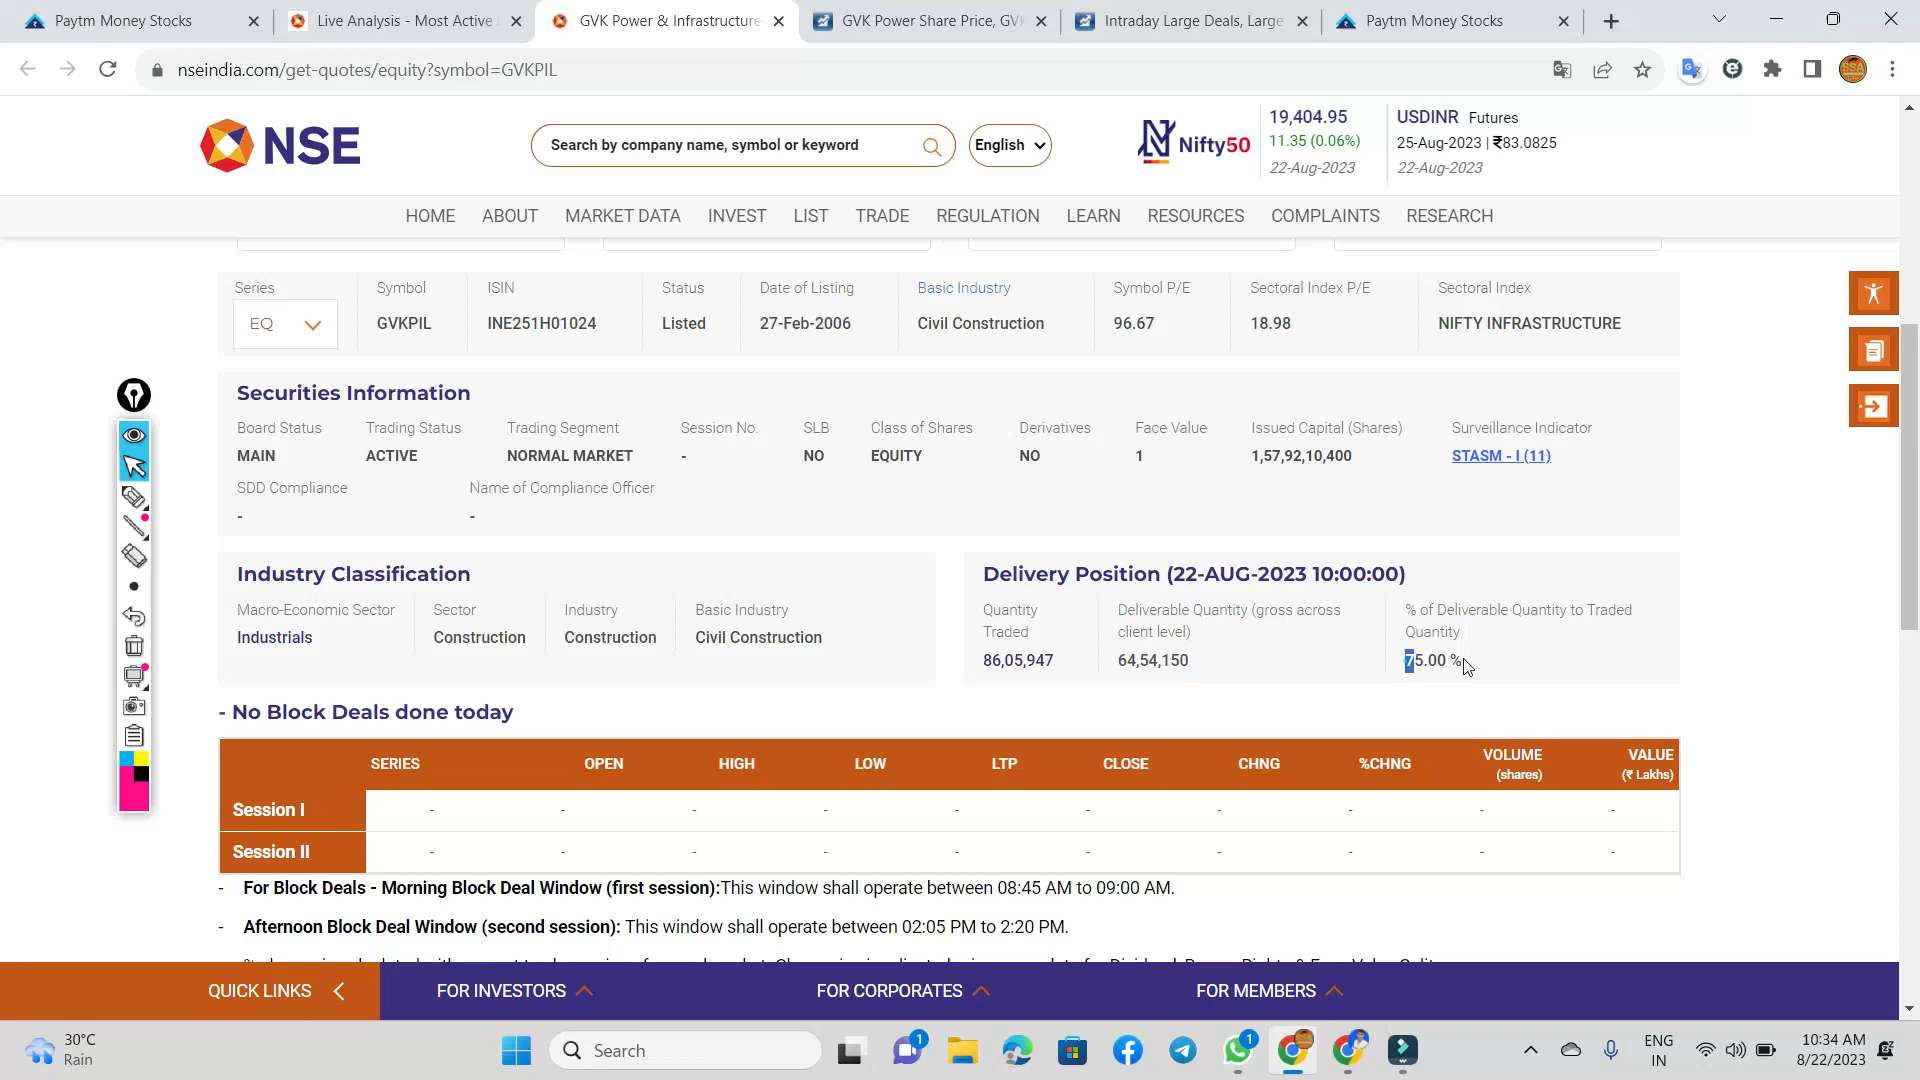 Paytm Money Stocks
Live Analysis - Most Active
GVK Power & Infrastructure
GVK Power Share Price, GVK
Intraday Large Deals, Large
Paytm Money Stocks
nseindia.com/get-quotes/equity?symbol=GVKPIL
NSE
Search by company name, symbol or keyword
English
Nifty50
19,404.95
11.35 (0.06%)
22-Aug-2023
USDINR Futures
25-Aug-2023 | ₹83.0825
22-Aug-2023
HOME ABOUT MARKET DATA INVEST LIST TRADE REGULATION LEARN RESOURCES COMPLAINTS RESEARCH
Series Symbol ISIN Status Date of Listing Basic Industry Symbol P/E Sectoral Index P/E Sectoral Index
EQ GVKPIL INE251H01024 Listed 27-Feb-2006 Civil Construction 96.67 18.98 NIFTY INFRASTRUCTURE
Securities Information
Board Status Trading Status Trading Segment Session No. SLB Class of Shares Derivatives Face Value Issued Capital (Shares) Surveillance Indicator
MAIN ACTIVE NORMAL MARKET - NO EQUITY NO 1 1,57,92,10,400 STASM - I (11)
SDD Compliance Name of Compliance Officer
- -
Industry Classification
Macro-Economic Sector Sector Industry Basic Industry
Industrials Construction Construction Civil Construction
Delivery Position (22-AUG-2023 10:00:00)
Quantity Traded
Deliverable Quantity (gross across client level)
% of Deliverable Quantity to Traded Quantity
86,05,947 64,54,150 75.00 %
- No Block Deals done today
SERIES OPEN HIGH LOW LTP CLOSE CHNG %CHNG VOLUME (shares) VALUE (₹ Lakhs)
Session I - - - - - - - - - -
Session II - - - - - - - - - -
- For Block Deals - Morning Block Deal Window (first session):This window shall operate between 08:45 AM to 09:00 AM.
- Afternoon Block Deal Window (second session): This window shall operate between 02:05 PM to 2:20 PM.
QUICK LINKS FOR INVESTORS FOR CORPORATES FOR MEMBERS
30°C
Rain
Search
1
1
ENG
IN
10:34 AM
8/22/2023